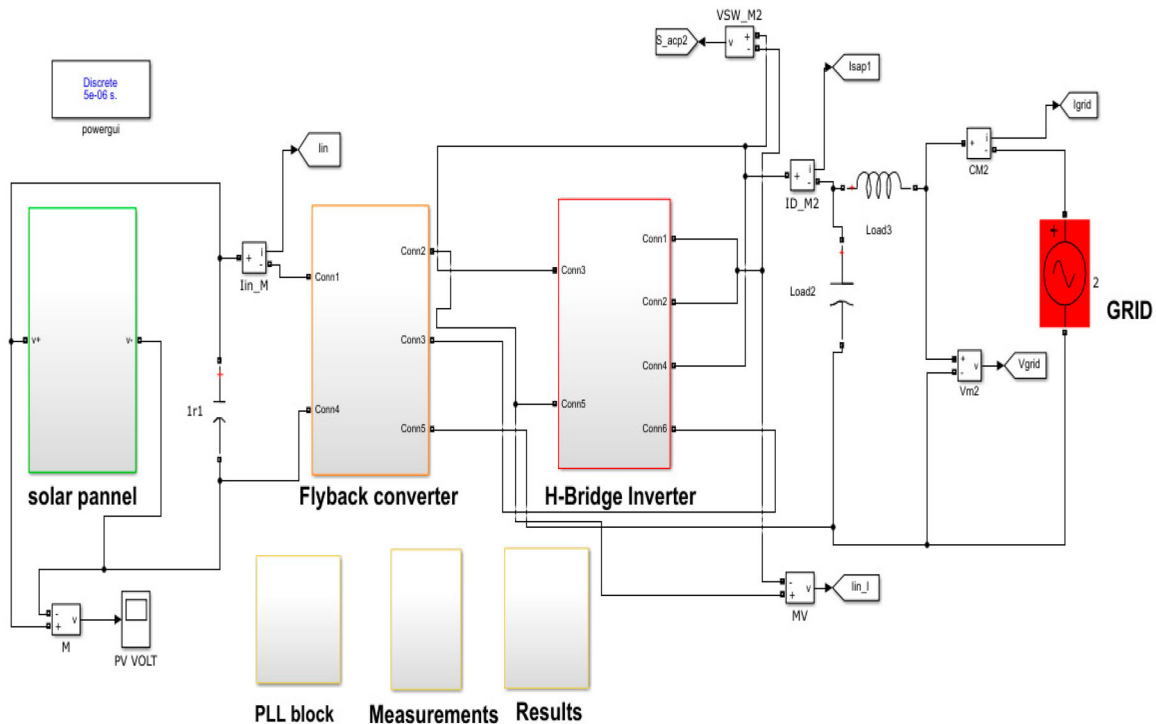 VSW_M2
S_acp2
v
+
-
Discrete
5e-06 s.
powergui
Isap1
Igrid
Iin
+
i
-
CM2
+
i
-
ID_M2
Load3
+
i
-
Iin_M
Conn1
Conn2
Conn3
Conn4
Conn5
Flyback converter
Conn1
Conn2
Conn3
Conn4
Conn5
Conn6
H-Bridge Inverter
v+
v-
solar pannel
1r1
Load2
+
2
GRID
+
-
v
Vm2
Vgrid
-
+
v
MV
Iin_I
-
+
v
M
PV VOLT
PLL block
Measurements
Results